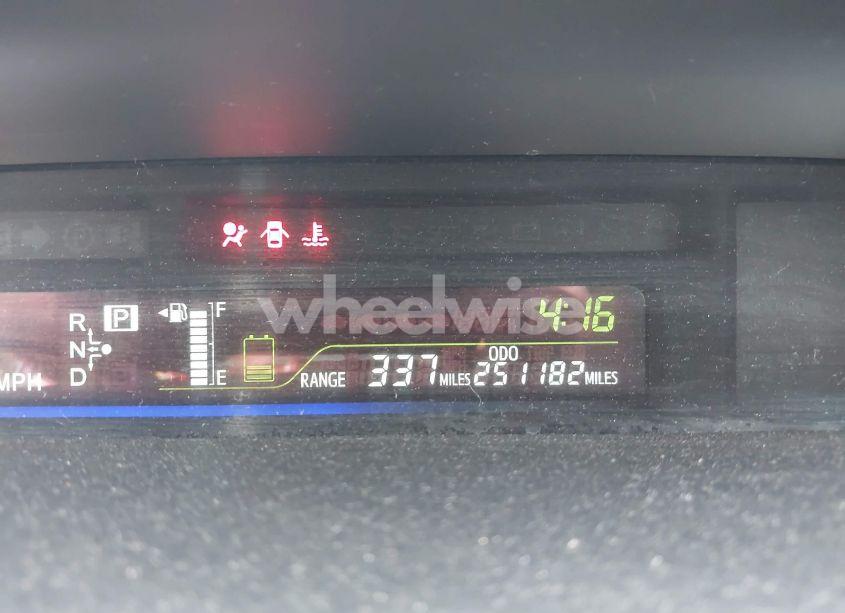 wheelwise
4:16
R
P
F
N
D
E
MPH
RANGE 337 MILES
ODO
251182 MILES